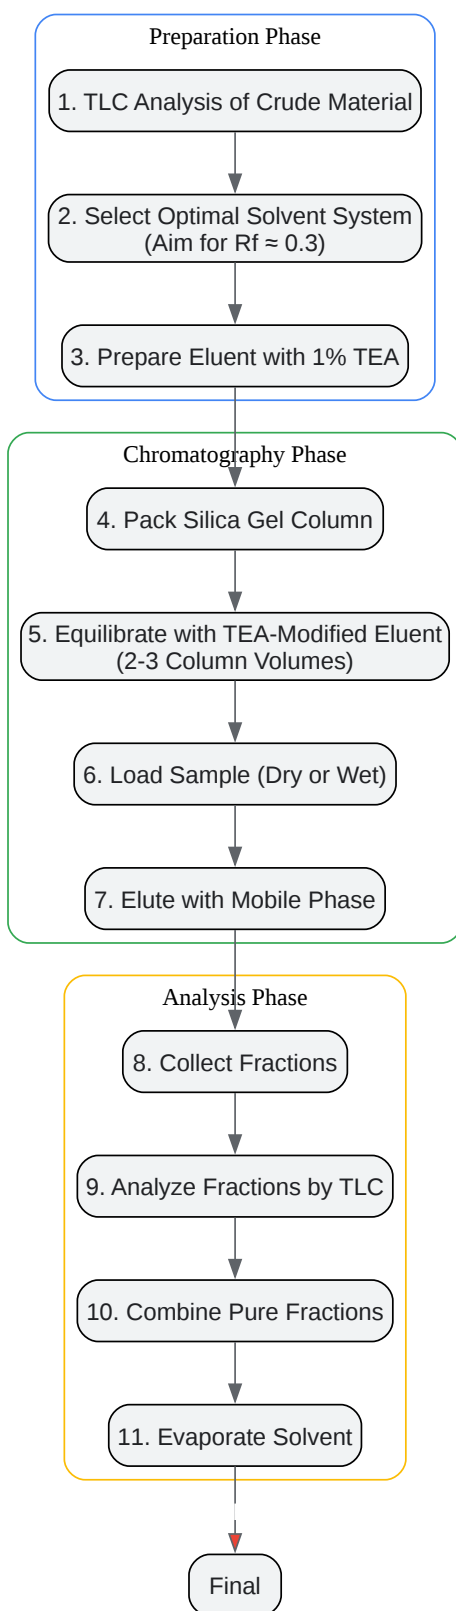 Preparation Phase
1. TLC Analysis of Crude Material
2. Select Optimal Solvent System
(Aim for Rf ≈ 0.3)
3. Prepare Eluent with 1% TEA
Chromatography Phase
4. Pack Silica Gel Column
5. Equilibrate with TEA-Modified Eluent
(2-3 Column Volumes)
6. Load Sample (Dry or Wet)
7. Elute with Mobile Phase
Analysis Phase
8. Collect Fractions
9. Analyze Fractions by TLC
10. Combine Pure Fractions
11. Evaporate Solvent
Final